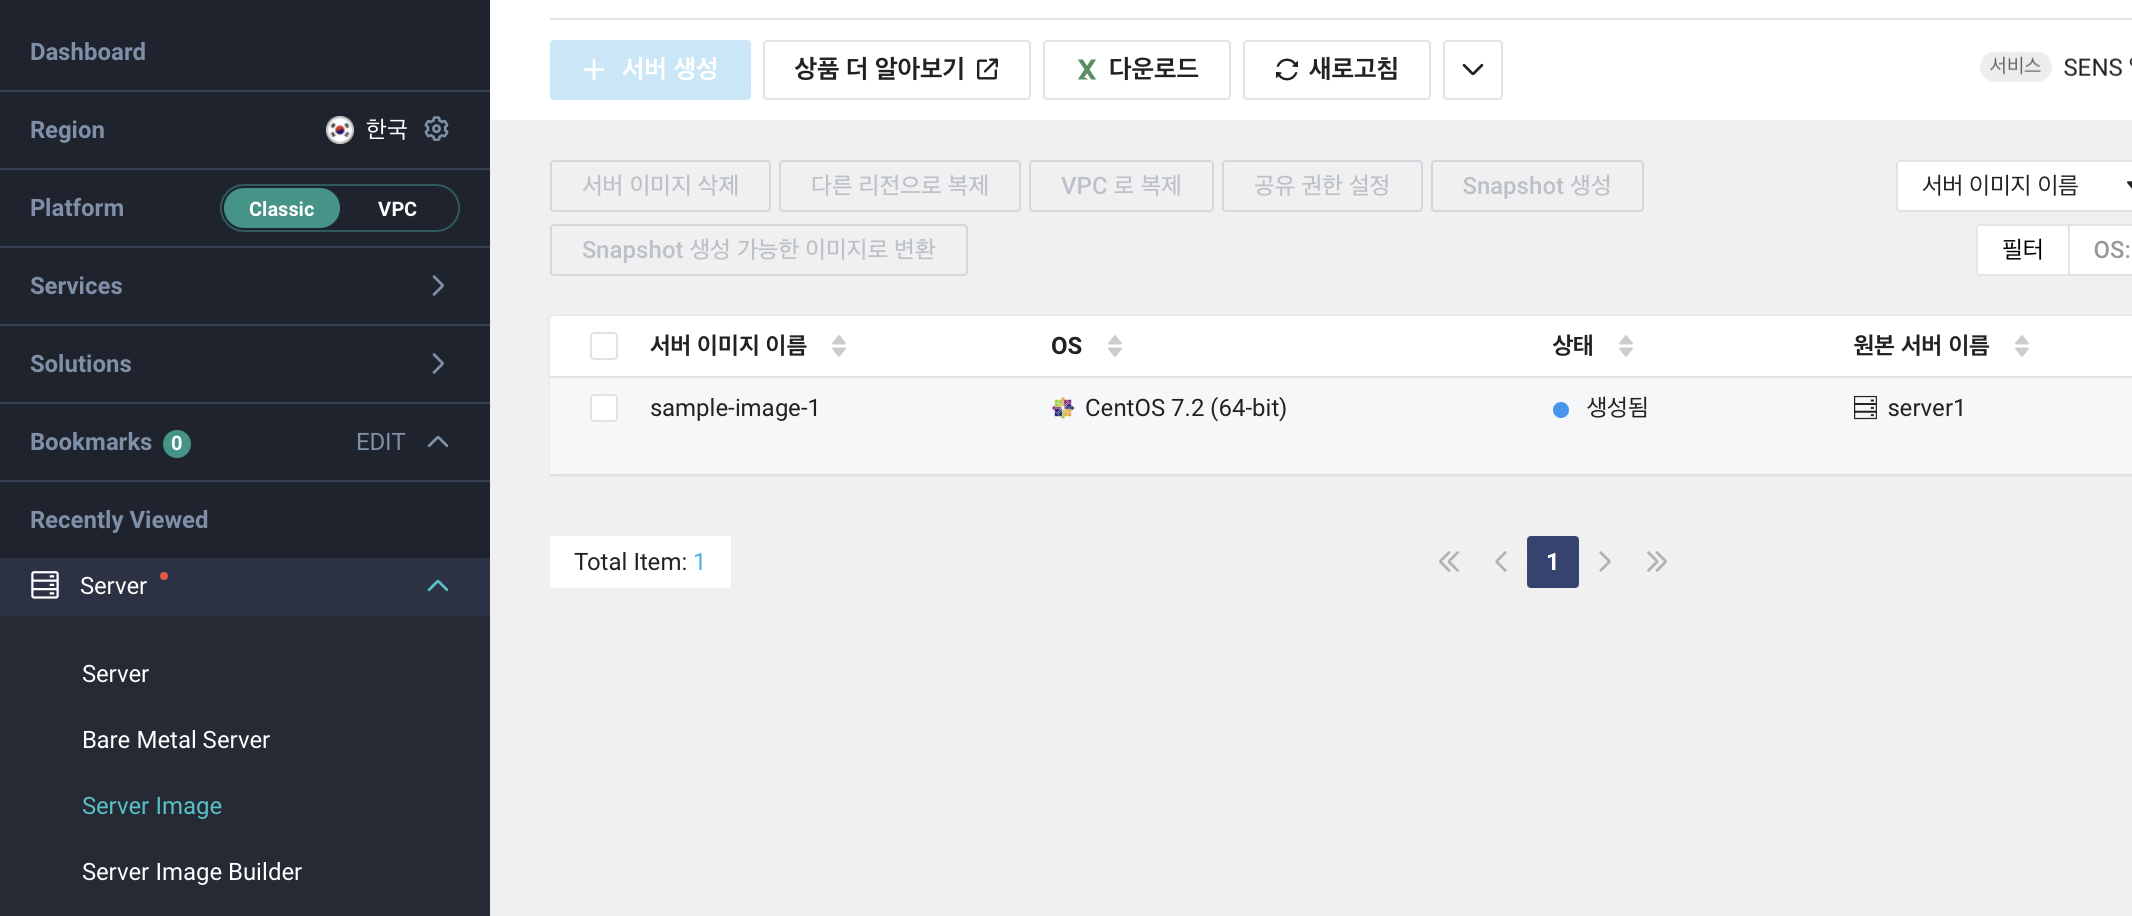 Dashboard
Region 한국
Platform Classic VPC
Services
Solutions
Bookmarks 0 EDIT
Recently Viewed
Server
Server
Bare Metal Server
Server Image
Server Image Builder
+ 서버 생성 상품 더 알아보기 다운로드 새로고침 서비스 SENS
서버 이미지 삭제 다른 리전으로 복제 VPC 로 복제 공유 권한 설정 Snapshot 생성 서버 이미지 이름
Snapshot 생성 가능한 이미지로 변환 필터 OS:
서버 이미지 이름 OS 상태 원본 서버 이름
sample-image-1 CentOS 7.2 (64-bit) 생성됨 server1
Total Item: 1 1